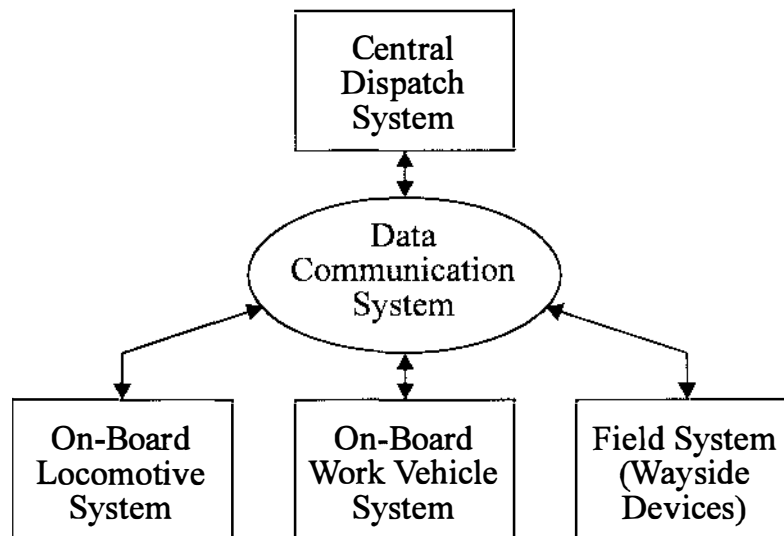 Central
Dispatch
System
Data
Communication
System
On-Board
Locomotive
System
On-Board
Work Vehicle
System
Field System
(Wayside
Devices)